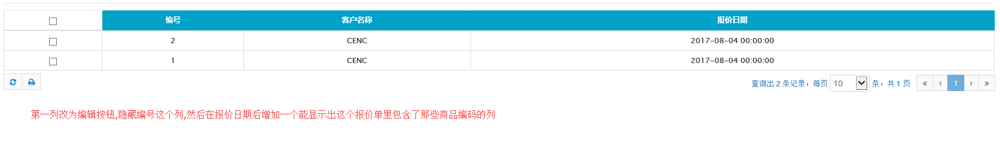 编号 客户名称 报价日期
2 CENC 2017-08-04 00:00:00
1 CENC 2017-08-04 00:00:00
查询出 2 条记录，每页 10 条，共 1 页 « ‹ 1 › »
第一列改为编辑按钮,隐藏编号这个列,然后在报价日期后增加一个能显示出这个报价单里包含了那些商品编码的列